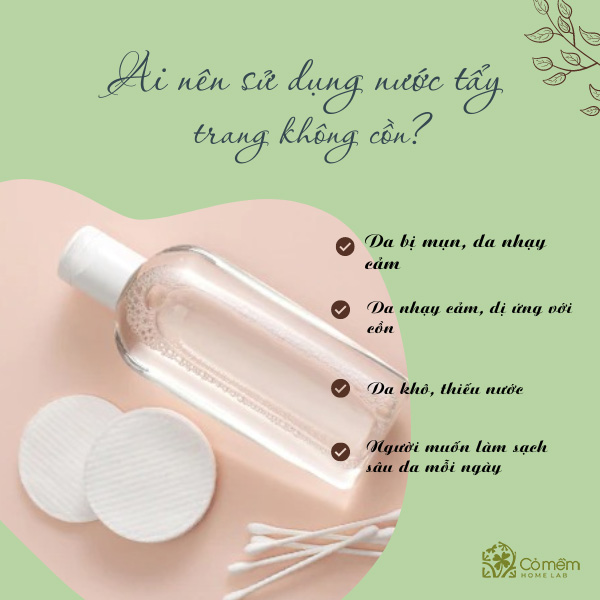 Ai nên sử dụng nước tẩy
trang không cồn?
Da bị mụn, da nhạy
cảm
Da nhạy cảm, dị ứng với
cồn
Da khô, thiếu nước
Người muốn làm sạch
sâu da mỗi ngày
Cỏ mềm
HOME LAB